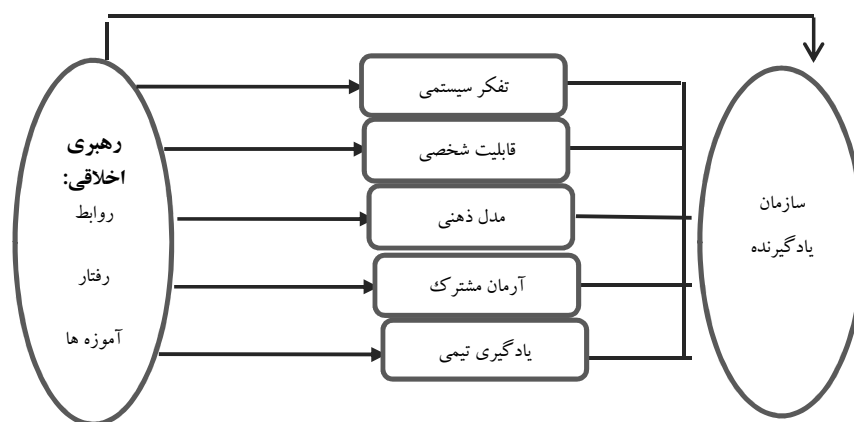 رهبری
اخلاقی:
روابط
رفتار
آموزه ها
تفکر سیستمی
قابلیت شخصی
مدل ذهنی
آرمان مشترک
یادگیری تیمی
سازمان
یادگیرنده